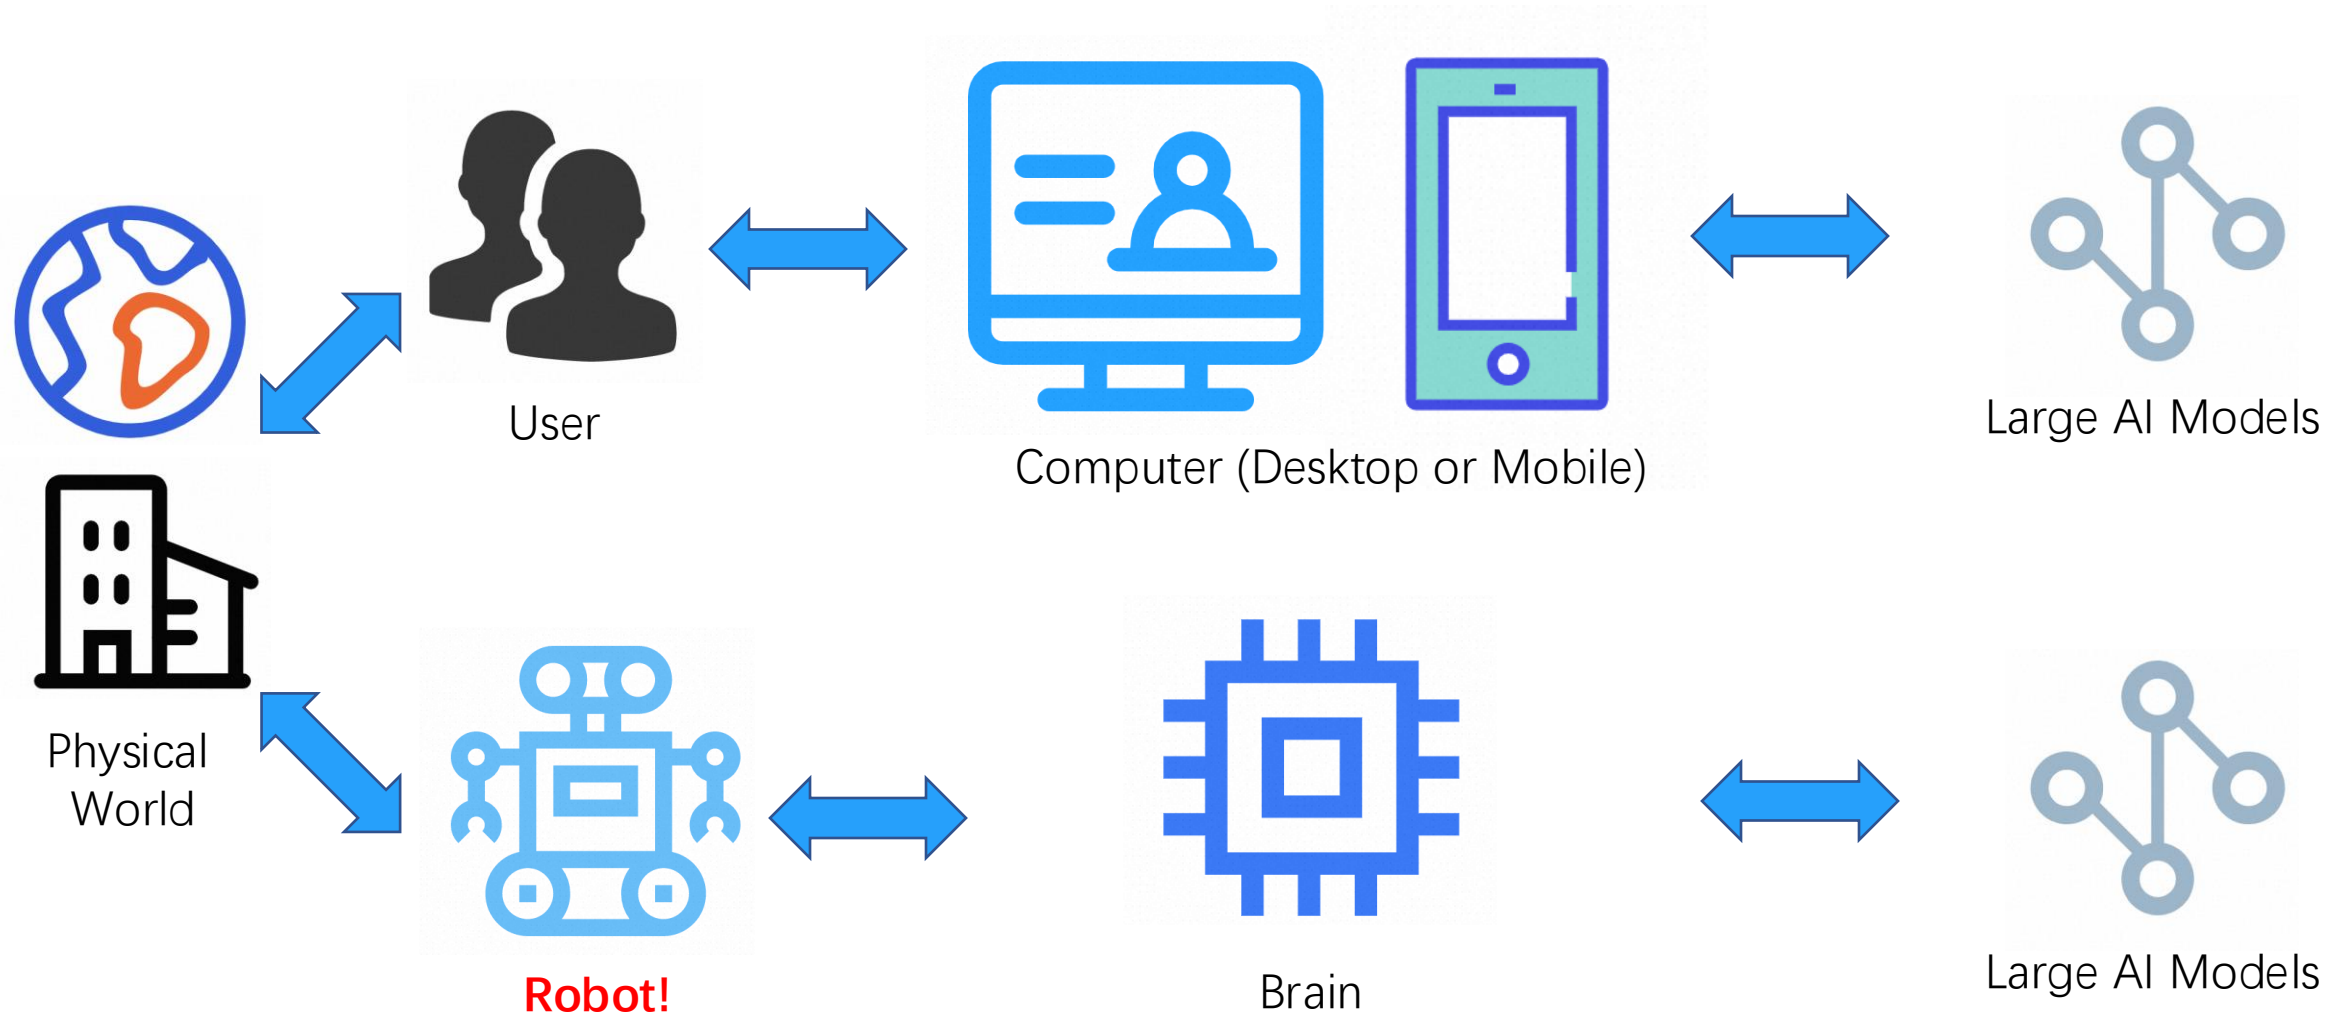 User
Computer (Desktop or Mobile)
Large AI Models
Physical
World
Robot!
Brain
Large AI Models